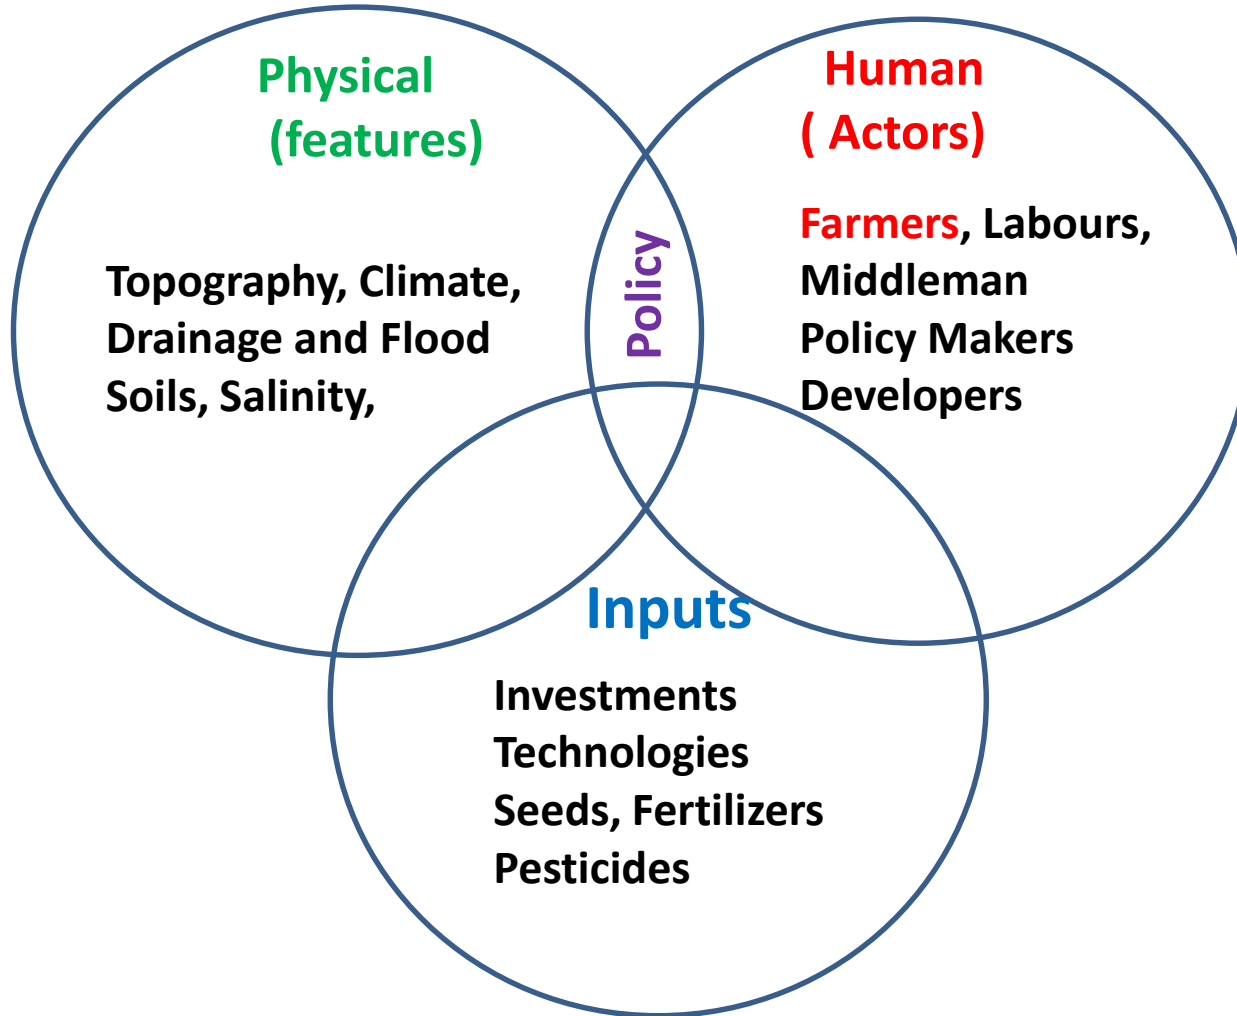 Physical
(features)
Topography, Climate,
Drainage and Flood
Soils, Salinity,
Policy
Human
( Actors)
Farmers, Labours,
Middleman
Policy Makers
Developers
Inputs
Investments
Technologies
Seeds, Fertilizers
Pesticides